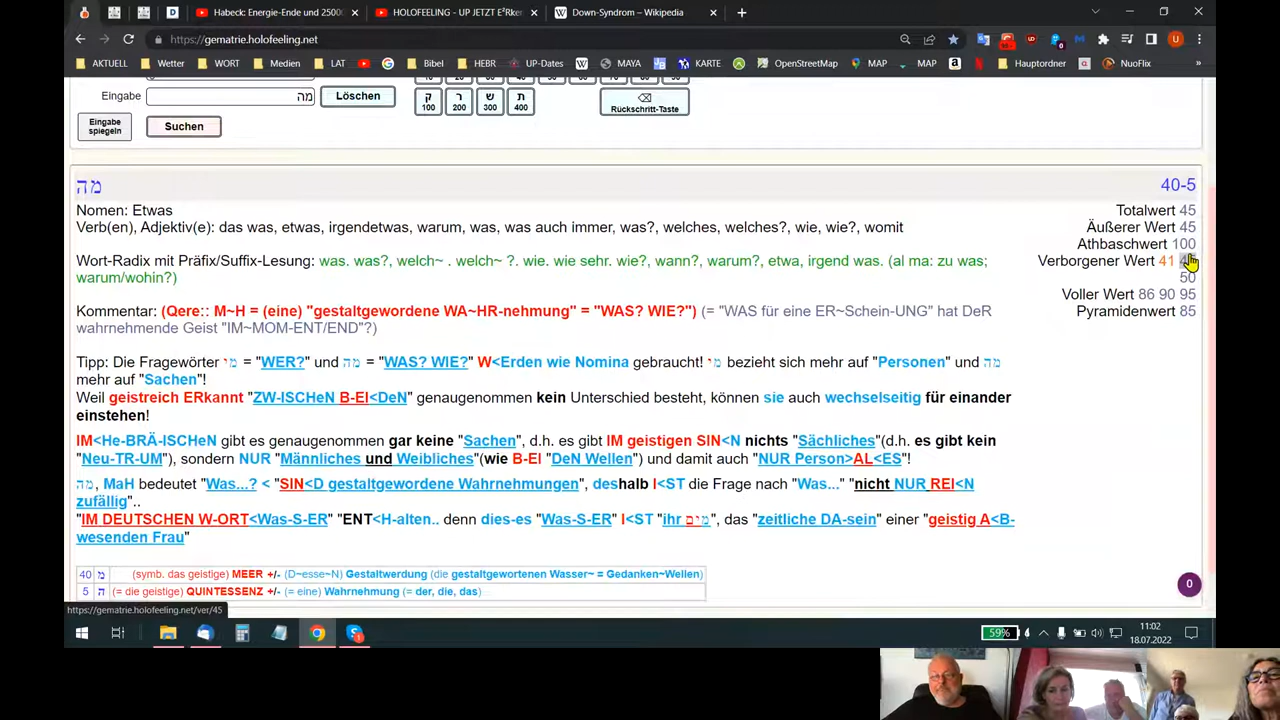 Habeck: Energie-Ende und 2500 HOLOFEELING - UP JETZT E²Rker Down-Syndrom – Wikipedia
https://gematrie.holofeeling.net
AKTUELL Wetter WORT Medien LAT Bibel HEBR UP-Dates MAYA KARTE OpenStreetMap MAP MAP Hauptordner NuoFlix »
Eingabe מה Löschen
ק 100 ר 200 ש 300 ת 400 Rückschritt-Taste
Eingabe spiegeln Suchen
מה 40-5
Nomen: Etwas Totalwert 45
Verb(en), Adjektiv(e): das was, etwas, irgendetwas, warum, was, was auch immer, was?, welches, welches?, wie, wie?, womit Äußerer Wert 45
Athbaschwert 100
Wort-Radix mit Präfix/Suffix-Lesung: was. was?, welch~ . welch~ ?. wie. wie sehr. wie?, wann?, warum?, etwa, irgend was. (al ma: zu was; Verborgener Wert 41
warum/wohin?) 50
Voller Wert 86 90 95
Kommentar: (Qere:: M~H = (eine) "gestaltgewordene WA~HR-nehmung" = "WAS? WIE?") (= "WAS für eine ER~Schein-UNG" hat DeR Pyramidenwert 85
wahrnehmende Geist "IM~MOM-ENT/END"?)
Tipp: Die Fragewörter מי = "WER?" und מה = "WAS? WIE?" W<Erden wie Nomina gebraucht! מי bezieht sich mehr auf "Personen" und מה
mehr auf "Sachen"!
Weil geistreich ERkannt "ZW-ISCHeN B-EI<DeN" genaugenommen kein Unterschied besteht, können sie auch wechselseitig für einander
einstehen!
IM<He-BRÄ-ISCHeN gibt es genaugenommen gar keine "Sachen", d.h. es gibt IM geistigen SIN<N nichts "Sächliches"(d.h. es gibt kein
"Neu-TR-UM"), sondern NUR "Männliches und Weibliches"(wie B-EI "DeN Wellen") und damit auch "NUR Person>AL<ES"!
מה, MaH bedeutet "Was...? < "SIN<D gestaltgewordene Wahrnehmungen", deshalb I<ST die Frage nach "Was..." "nicht NUR REI<N
zufällig"..
"IM DEUTSCHEN W-ORT<Was-S-ER" "ENT<H-alten.. denn dies-es "Was-S-ER" I<ST "ihr מים", das "zeitliche DA-sein" einer "geistig A<B-
wesenden Frau"
40 מ (symb. das geistige) MEER +/- (D~esse~N) Gestaltwerdung (die gestaltgewortenen Wasser~ = Gedanken~Wellen)
5 ה (= die geistige) QUINTESSENZ +/- (= eine) Wahrnehmung (= der, die, das)
0
https://gematrie.holofeeling.net/ver/45
59% 11:02
18.07.2022